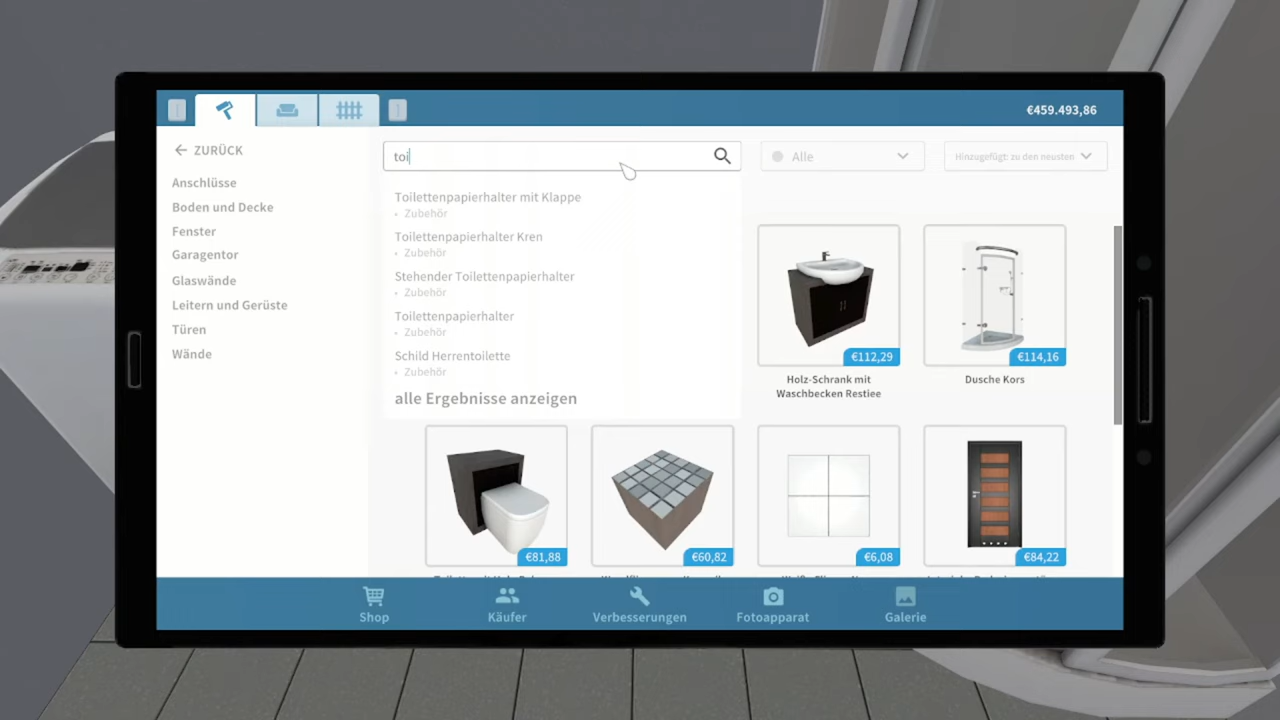 €459.493,86
ZURÜCK
Anschlüsse
Boden und Decke
Fenster
Garagentor
Glaswände
Leitern und Gerüste
Türen
Wände
toi
Alle
Hinzugefügt: zu den neusten
Toilettenpapierhalter mit Klappe
• Zubehör
Toilettenpapierhalter Kren
• Zubehör
Stehender Toilettenpapierhalter
• Zubehör
Toilettenpapierhalter
• Zubehör
Schild Herrentoilette
• Zubehör
alle Ergebnisse anzeigen
€112,29
Holz-Schrank mit
Waschbecken Restiee
€114,16
Dusche Kors
€81,88
€60,82
€6,08
€84,22
Shop
Käufer
Verbesserungen
Fotoapparat
Galerie